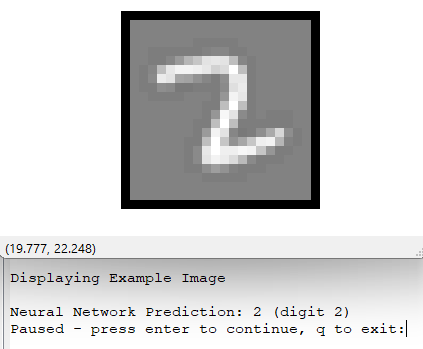 2
(19.777, 22.248)
Displaying Example Image
Neural Network Prediction: 2 (digit 2)
Paused - press enter to continue, q to exit: